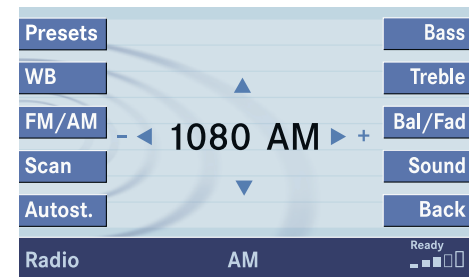 Presets
Bass
WB
Treble
FM/AM
- 1080 AM +
Bal/Fad
Scan
Sound
Autost.
Back
Radio
AM
Ready